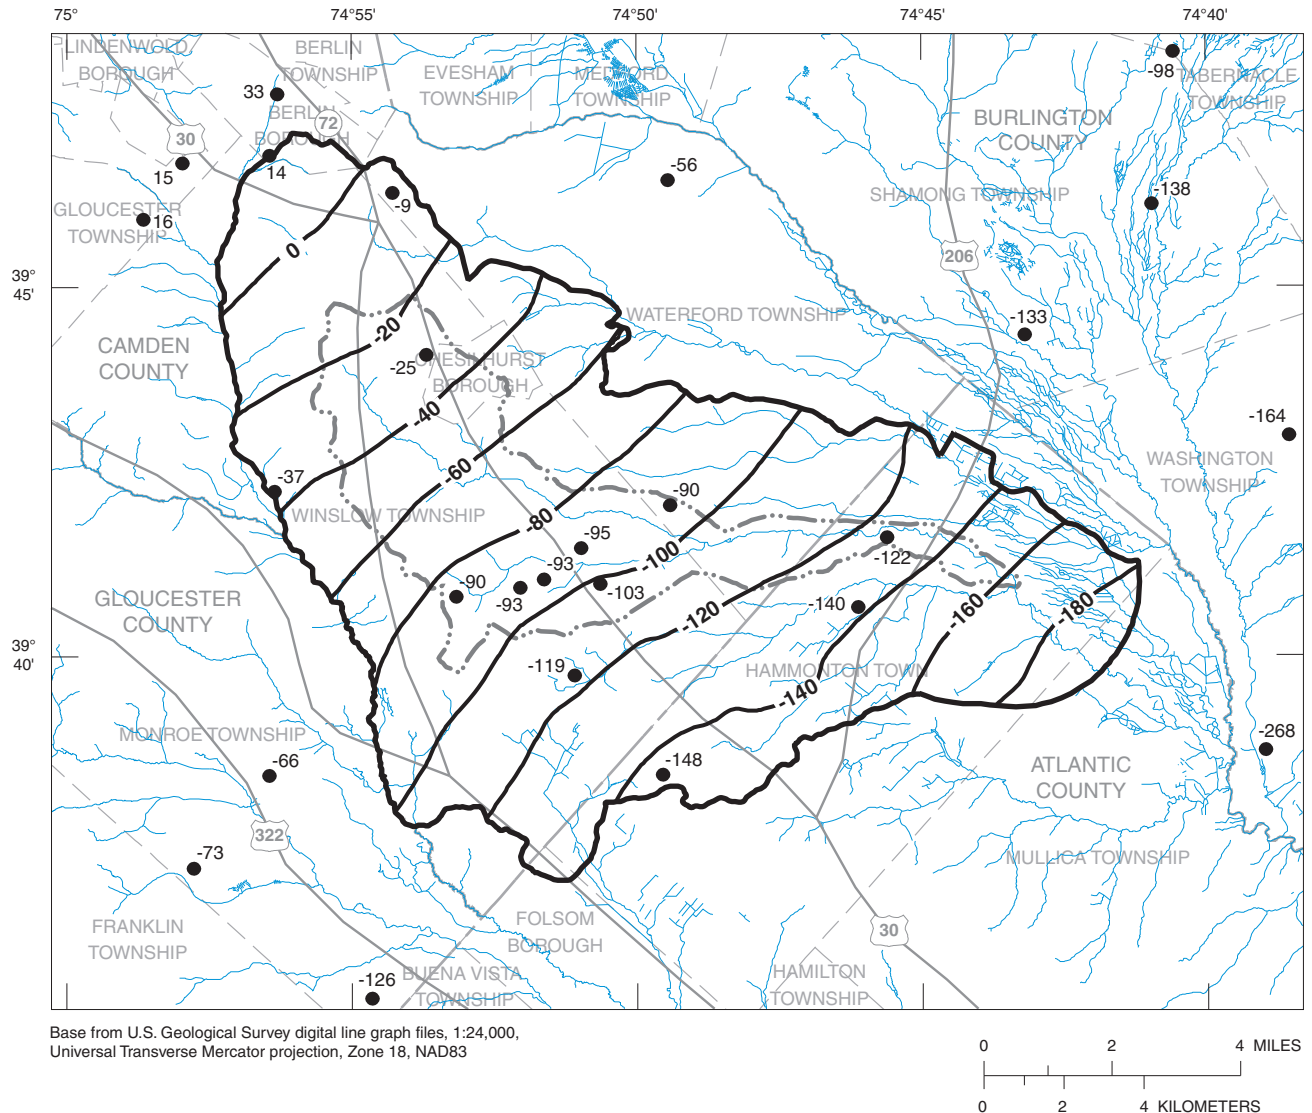 75°
74°55'
74°50'
74°45'
74°40'
LINDENWOLD
BOROUGH
BERLIN
TOWNSHIP
EVESHAM
TOWNSHIP
MEDFORD
TOWNSHIP
-98
TABERNACLE
TOWNSHIP
33
BERLIN
BOROUGH
72
30
BURLINGTON
COUNTY
15
14
-56
-138
-9
SHAMONG TOWNSHIP
GLOUCESTER
TOWNSHIP
16
0
206
39°
45'
WATERFORD TOWNSHIP
-133
-20
CAMDEN
COUNTY
-25
CHESILHURST
BOROUGH
-40
-164
-60
WASHINGTON
TOWNSHIP
-37
-90
WINSLOW TOWNSHIP
-80
-95
-100
-122
-93
-90
-93
-103
GLOUCESTER
COUNTY
-140
-160
-180
-120
39°
40'
-119
HAMMONTON TOWN
-140
MONROE TOWNSHIP
-268
-66
-148
ATLANTIC
COUNTY
322
-73
MULLICA TOWNSHIP
FRANKLIN
TOWNSHIP
FOLSOM
BOROUGH
30
-126
BUENA VISTA
TOWNSHIP
HAMILTON
TOWNSHIP
Base from U.S. Geological Survey digital line graph files, 1:24,000,
Universal Transverse Mercator projection, Zone 18, NAD83
0 2 4 MILES
0 2 4 KILOMETERS